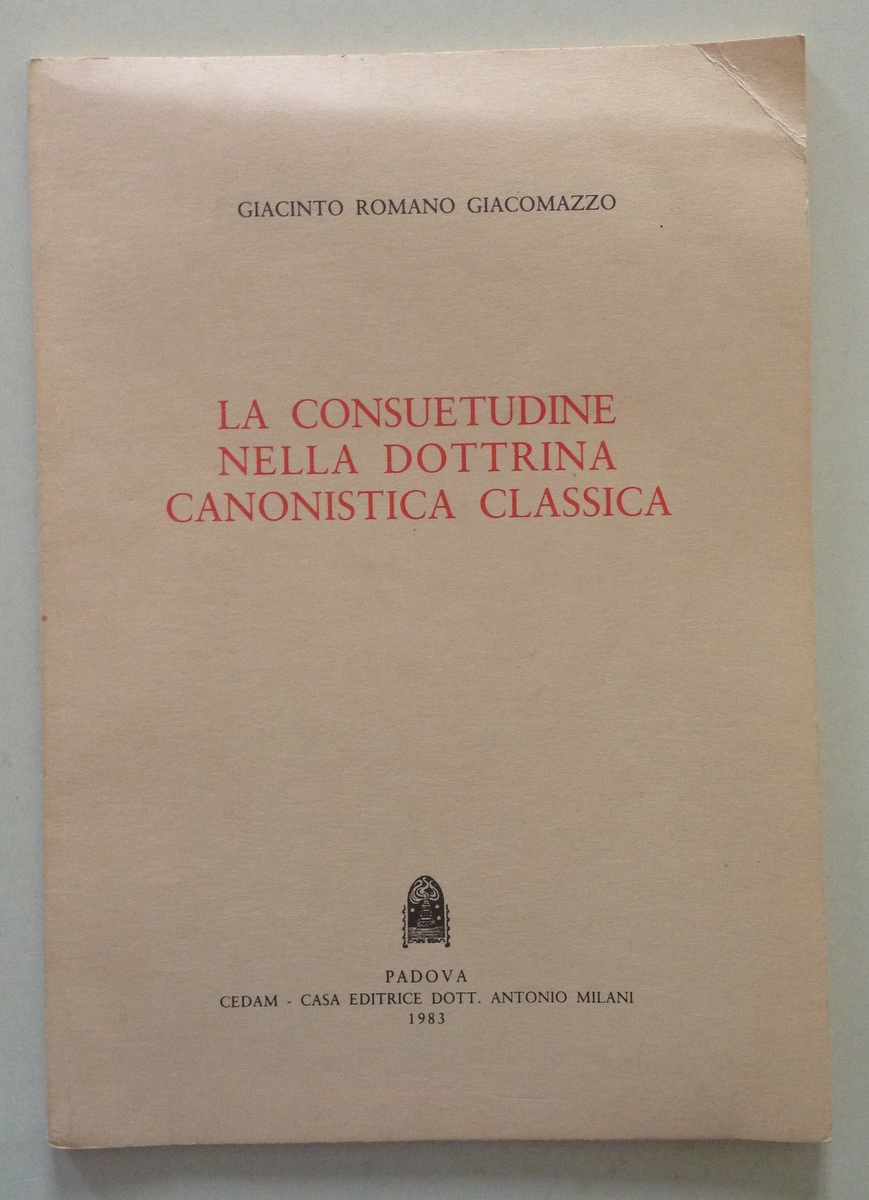 GIACINTO ROMANO GIACOMAZZO
LA CONSUETUDINE
NELLA DOTTRINA
CANONISTICA CLASSICA
PADOVA
CEDAM - CASA EDITRICE DOTT. ANTONIO MILANI
1983